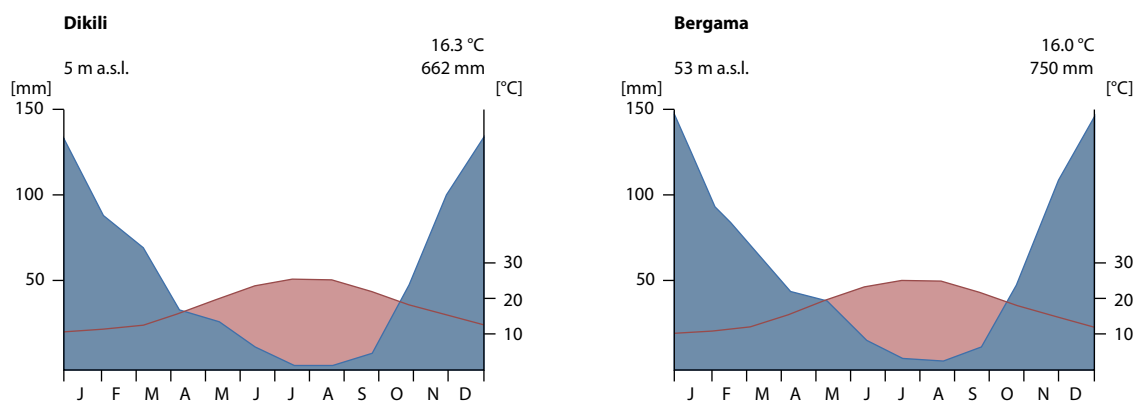 Dikili
16.3 °C
5 m a.s.l. 662 mm
[mm] [°C]
150
100
50
30
20
10
J F M A M J J A S O N D
Bergama
16.0 °C
53 m a.s.l. 750 mm
[mm] [°C]
150
100
50
30
20
10
J F M A M J J A S O N D